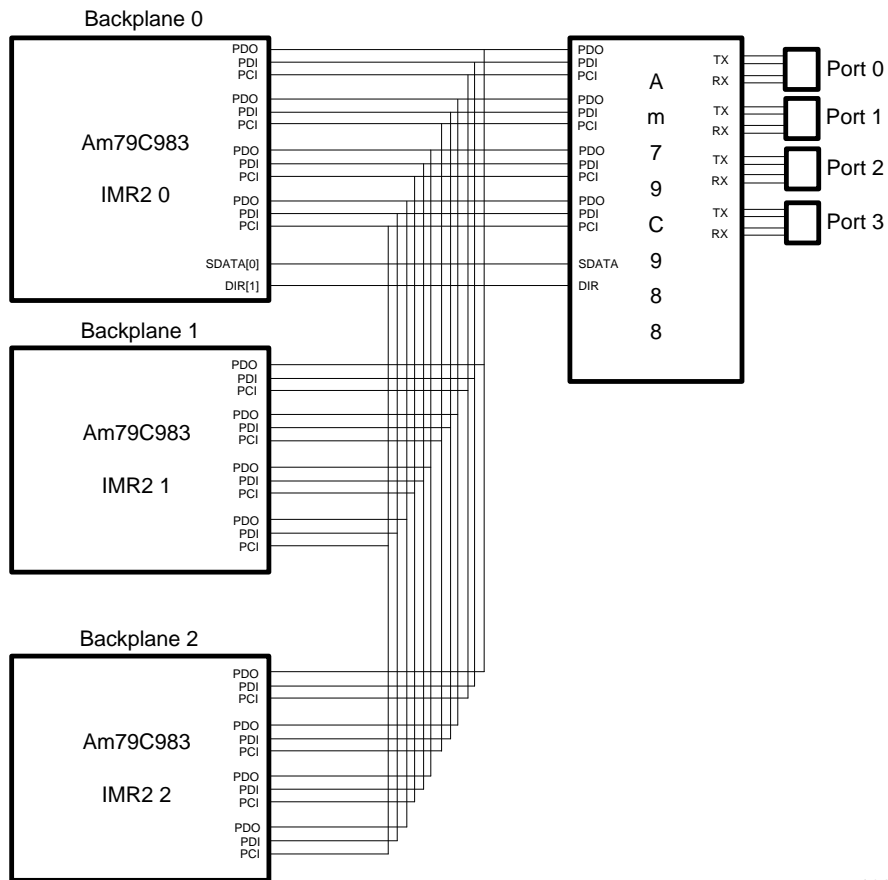 Backplane 0
Am79C983
IMR2 0
PDO
PDI
PCI
PDO
PDI
PCI
PDO
PDI
PCI
PDO
PDI
PCI
SDATA[0]
DIR[1]
PDO
PDI
PCI
PDO
PDI
PCI
PDO
PDI
PCI
PDO
PDI
PCI
SDATA
DIR
A
m
7
9
C
9
8
8
TX
RX
TX
RX
TX
RX
TX
RX
Port 0
Port 1
Port 2
Port 3
Backplane 1
Am79C983
IMR2 1
PDO
PDI
PCI
PDO
PDI
PCI
PDO
PDI
PCI
PDO
PDI
PCI
Backplane 2
Am79C983
IMR2 2
PDO
PDI
PCI
PDO
PDI
PCI
PDO
PDI
PCI
PDO
PDI
PCI